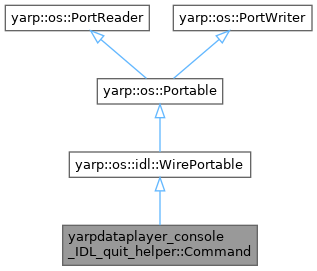 yarp::os::PortReader
yarp::os::PortWriter
yarp::os::Portable
yarp::os::idl::WirePortable
yarpdataplayer_console
_IDL_quit_helper::Command